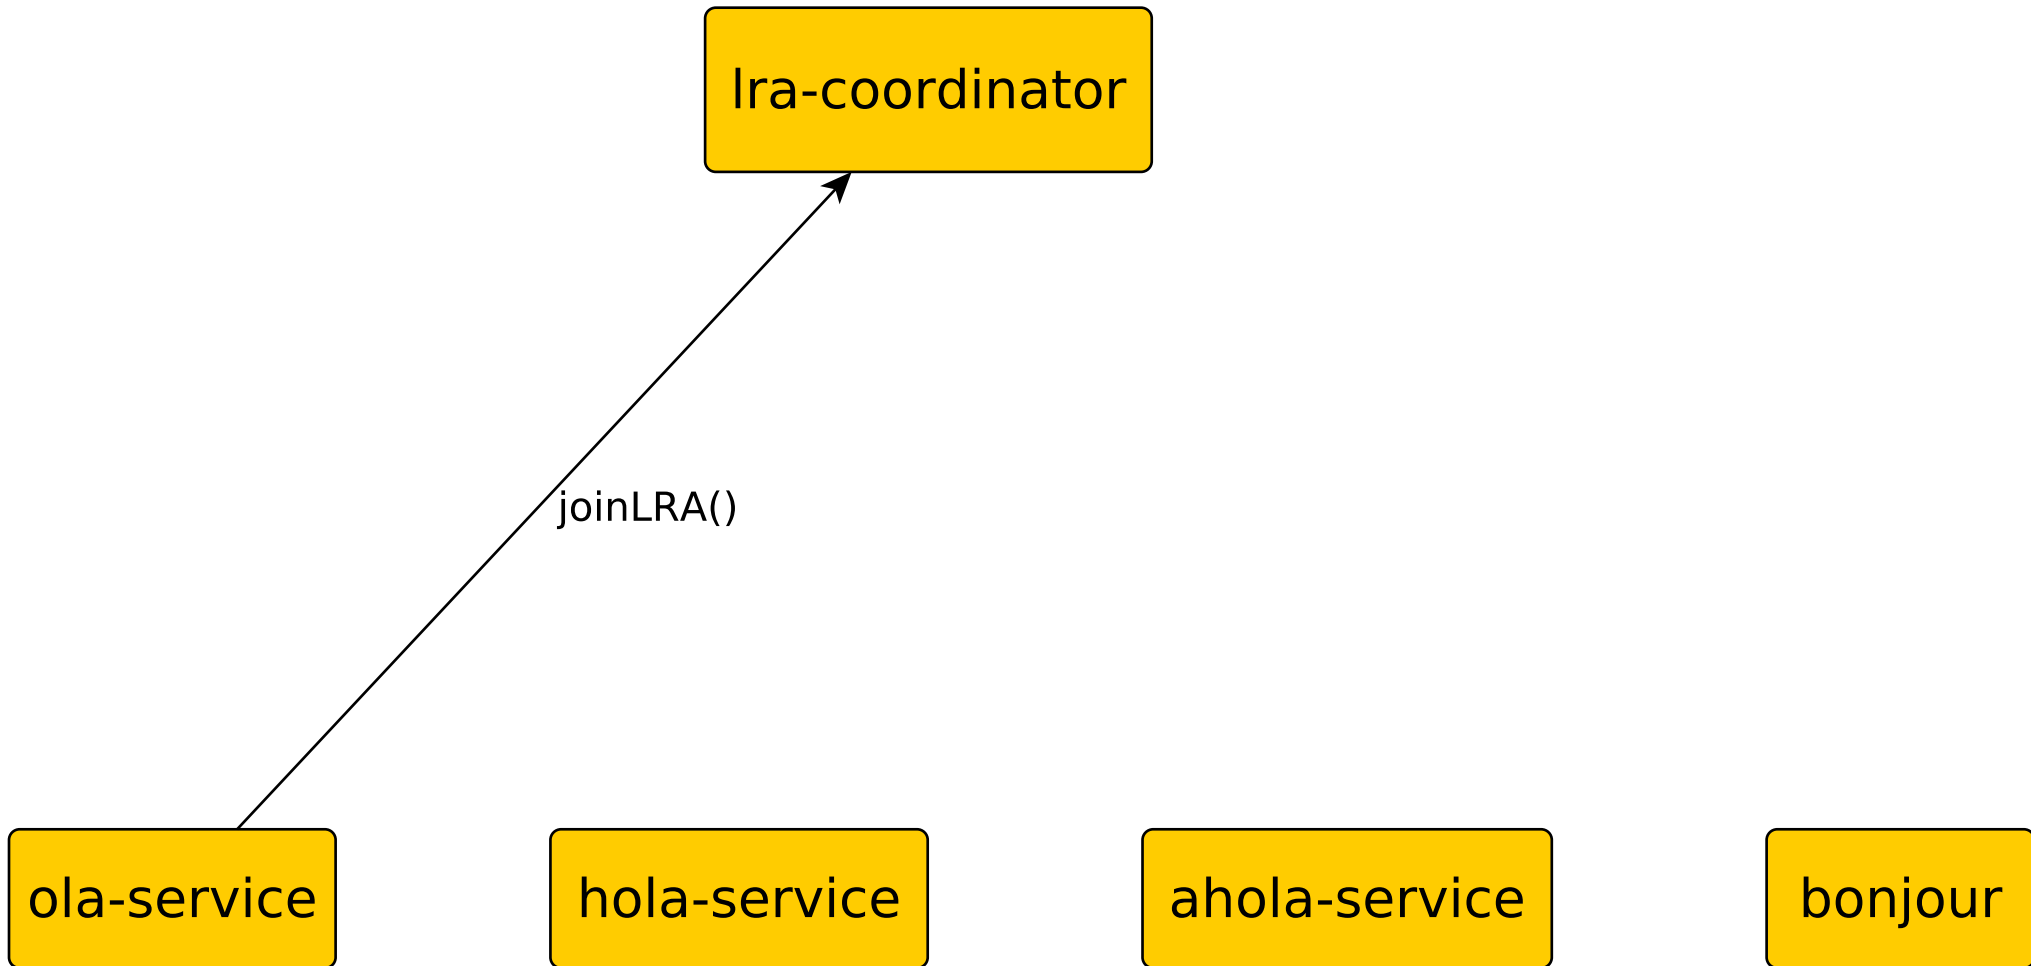 lra-coordinator
joinLRA()
ola-service
hola-service
ahola-service
bonjour